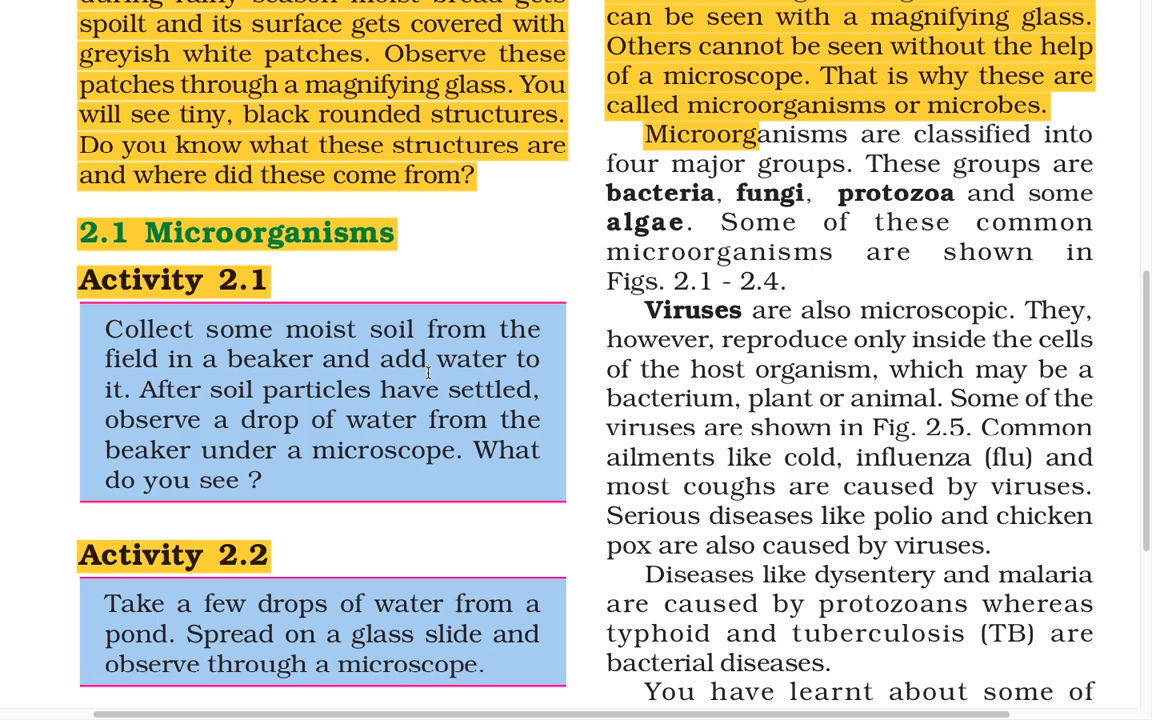 during rainy season moist bread gets
spoilt and its surface gets covered with
greyish white patches. Observe these
patches through a magnifying glass. You
will see tiny, black rounded structures.
Do you know what these structures are
and where did these come from?
2.1 Microorganisms
Activity 2.1
Collect some moist soil from the
field in a beaker and add water to
it. After soil particles have settled,
observe a drop of water from the
beaker under a microscope. What
do you see ?
Activity 2.2
Take a few drops of water from a
pond. Spread on a glass slide and
observe through a microscope.
can be seen with a magnifying glass.
Others cannot be seen without the help
of a microscope. That is why these are
called microorganisms or microbes.
Microorganisms are classified into
four major groups. These groups are
bacteria, fungi, protozoa and some
algae. Some of these common
microorganisms are shown in
Figs. 2.1 - 2.4.
Viruses are also microscopic. They,
however, reproduce only inside the cells
of the host organism, which may be a
bacterium, plant or animal. Some of the
viruses are shown in Fig. 2.5. Common
ailments like cold, influenza (flu) and
most coughs are caused by viruses.
Serious diseases like polio and chicken
pox are also caused by viruses.
Diseases like dysentery and malaria
are caused by protozoans whereas
typhoid and tuberculosis (TB) are
bacterial diseases.
You have learnt about some of